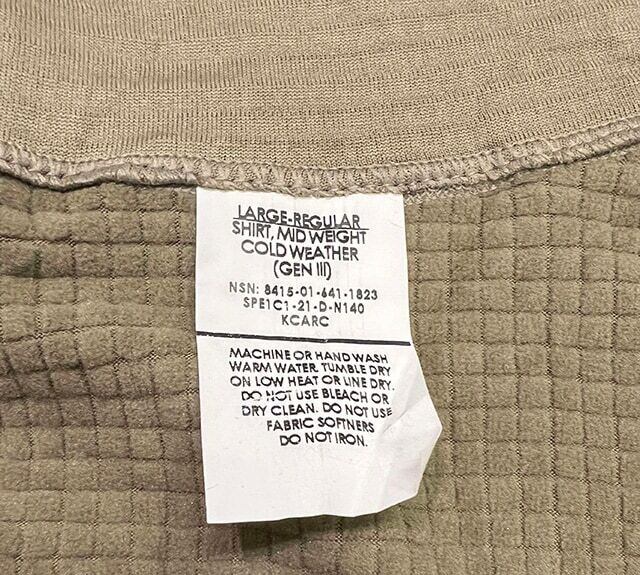 LARGE-REGULAR
SHIRT, MID WEIGHT
COLD WEATHER
(GEN III)
NSN: 8415-01-641-1823
SPE1C1-21-D-N140
KCARC
MACHINE OR HAND WASH
WARM WATER. TUMBLE DRY
ON LOW HEAT OR LINE DRY.
DO NOT USE BLEACH OR
DRY CLEAN. DO NOT USE
FABRIC SOFTNERS
DO NOT IRON.